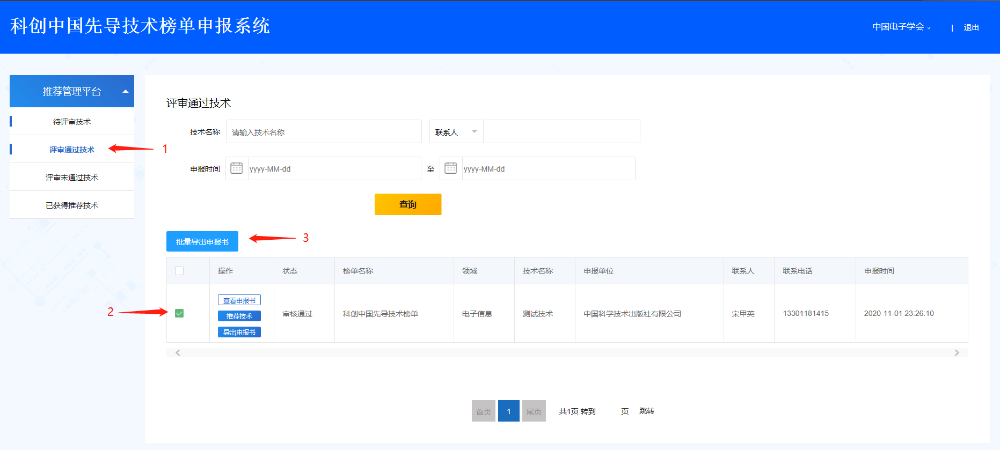 科创中国先导技术榜单申报系统
中国电子学会 | 退出
推荐管理平台
待评审技术
评审通过技术
1
评审未通过技术
已获得推荐技术
评审通过技术
技术名称 请输入技术名称 联系人
申报时间 yyyy-MM-dd 至 yyyy-MM-dd
查询
批量导出申报书
3
操作 状态 榜单名称 领域 技术名称 申报单位 联系人 联系电话 申报时间
查看申报书
2
推荐技术
导出申报书
审核通过 科创中国先导技术榜单 电子信息 测试技术 中国科学技术出版社有限公司 宋甲英 13301181415 2020-11-01 23:26:10
首页 1 尾页 共1页 转到 页 跳转